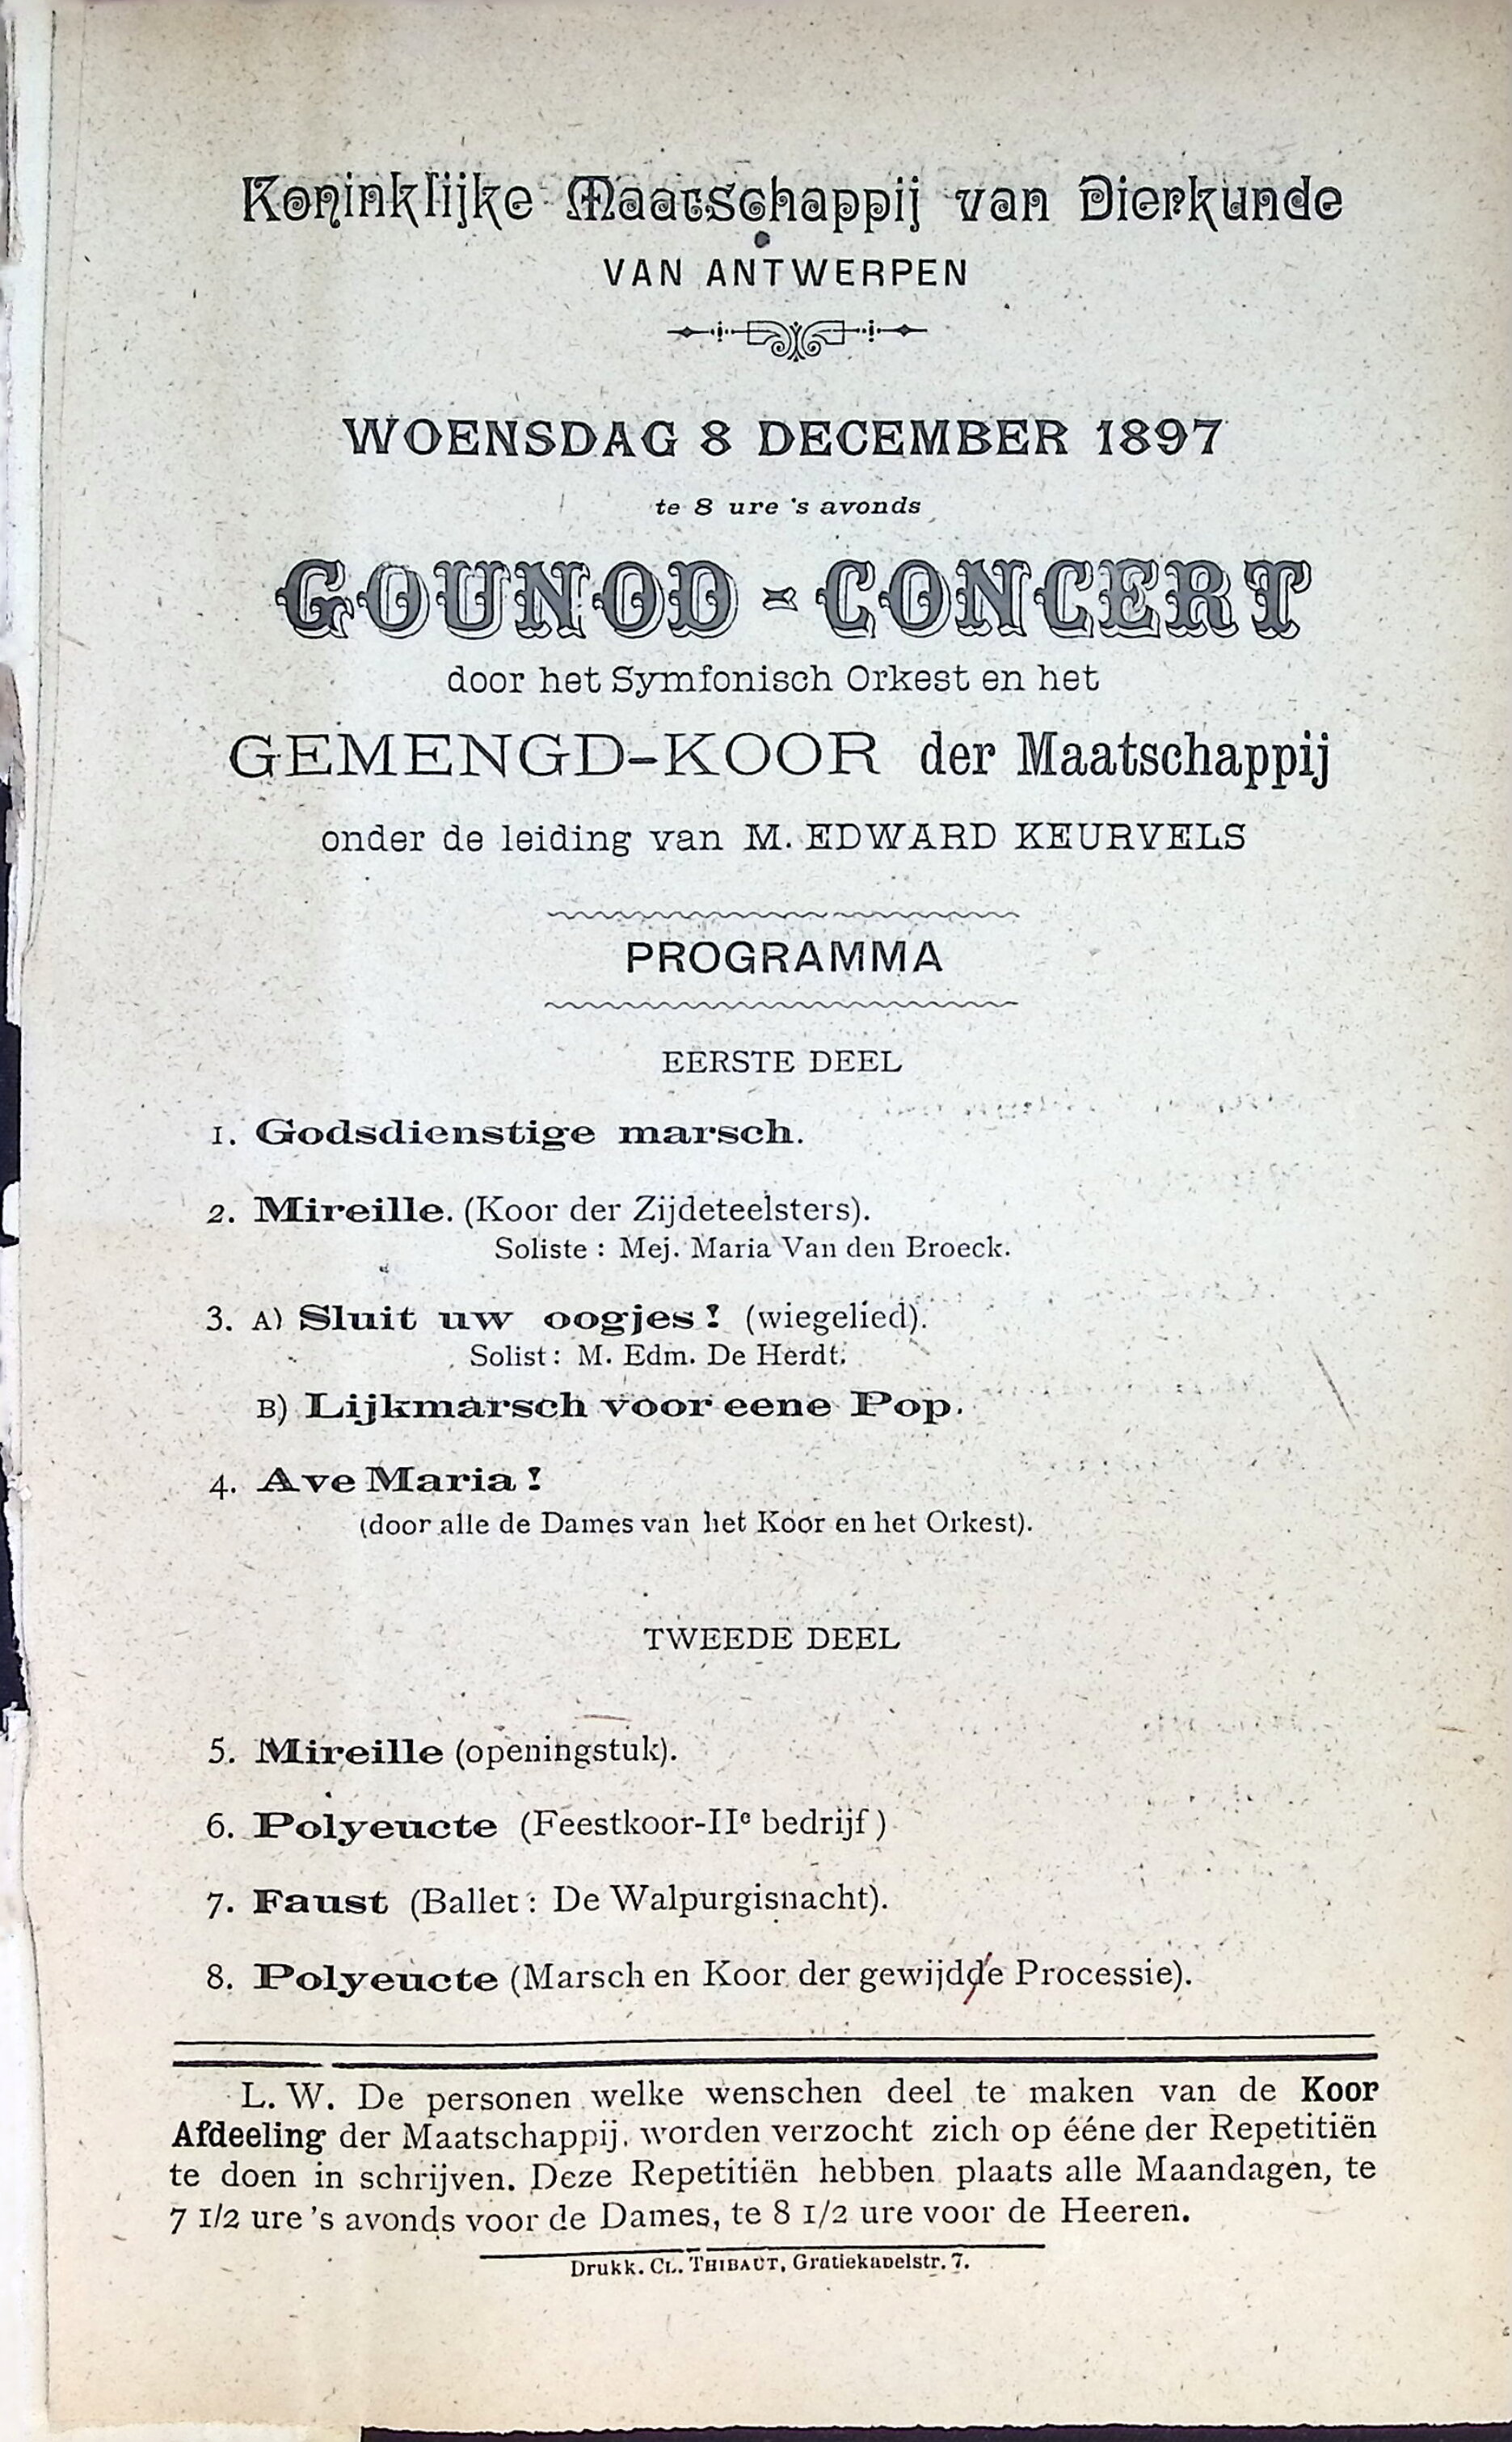 Koninklijke Maatschappij van Dierkunde
VAN ANTWERPEN
WOENSDAG 8 DECEMBER 1897
te 8 ure 's avonds
GOUNOD-CONCERT
door het Symfonisch Orkest en het
GEMENGD-KOOR der Maatschappij
onder de leiding van M. EDWARD KEURVELS
PROGRAMMA
EERSTE DEEL
1. Godsdienstige marsch.
2. Mireille. (Koor der Zijdeteelsters).
Soliste : Mej. Maria Van den Broeck.
3. A) Sluit uw oogjes! (wiegelied).
Solist : M. Edm. De Herdt.
B) Lijkmarsch voor eene Pop.
4. Ave Maria!
(door alle de Dames van het Koor en het Orkest).
TWEEDE DEEL
5. Mireille (openingstuk).
6. Polyeucte (Feestkoor-IIe bedrijf)
7. Faust (Ballet : De Walpurgisnacht).
8. Polyeucte (Marsch en Koor der gewijdde Processie).
L. W. De personen welke wenschen deel te maken van de Koor
Afdeeling der Maatschappij, worden verzocht zich op ééne der Repetitiën
te doen in schrijven. Deze Repetitiën hebben plaats alle Maandagen, te
7 1/2 ure 's avonds voor de Dames, te 8 1/2 ure voor de Heeren.
Drukk. CL. THIBAUT, Gratiekapelstr. 7.